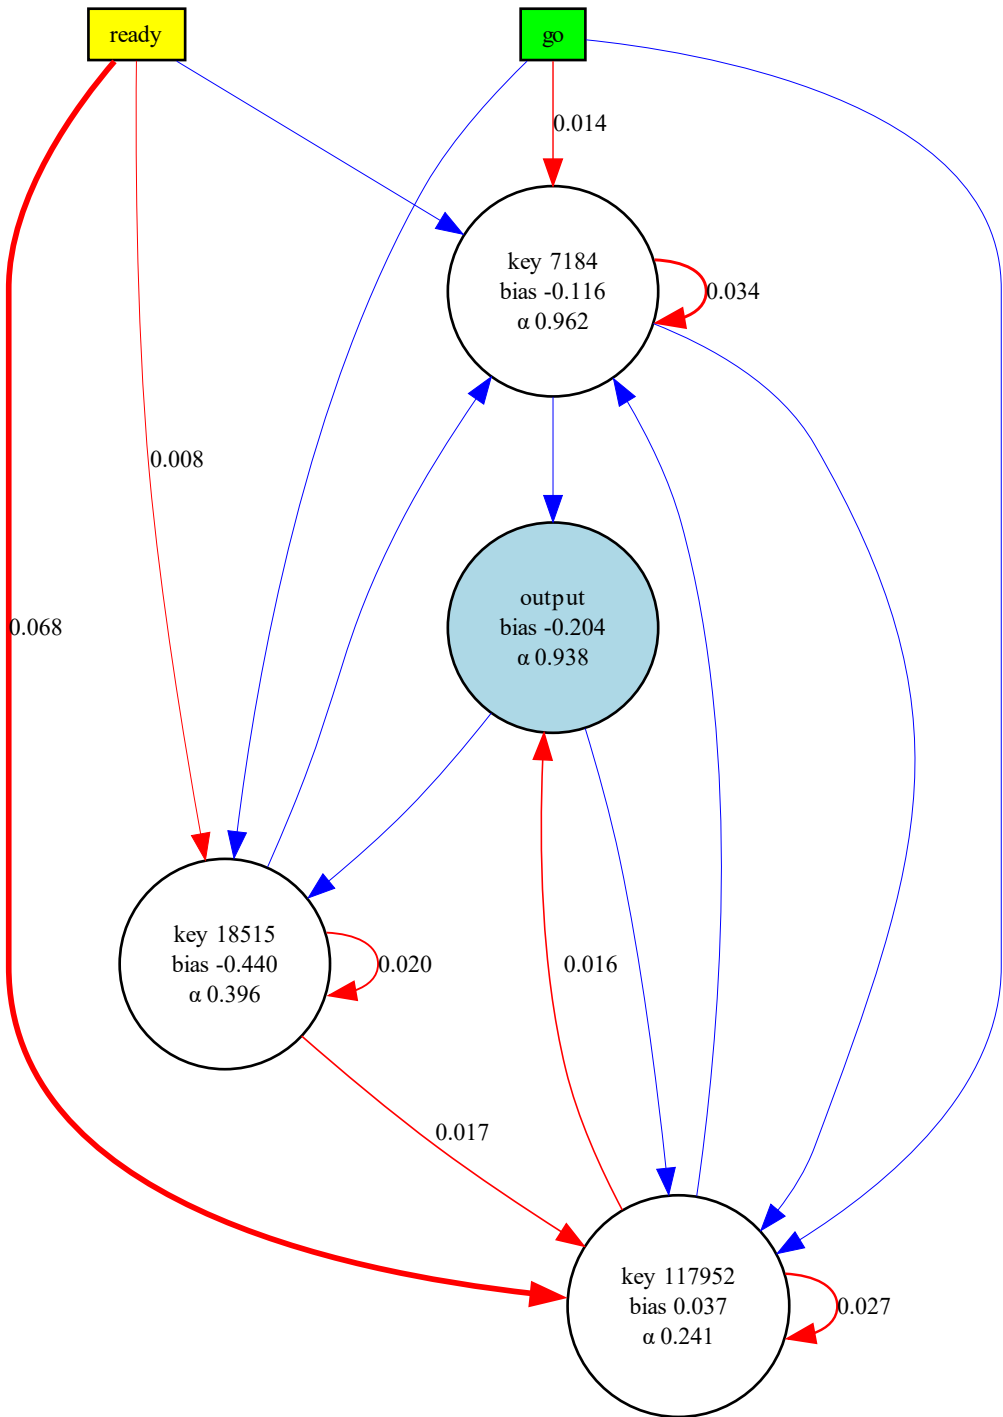 ready
go
0.014
key 7184
bias -0.116
α 0.962
0.034
0.008
output
bias -0.204
α 0.938
0.068
key 18515
bias -0.440
α 0.396
0.020
0.016
0.017
key 117952
bias 0.037
α 0.241
0.027